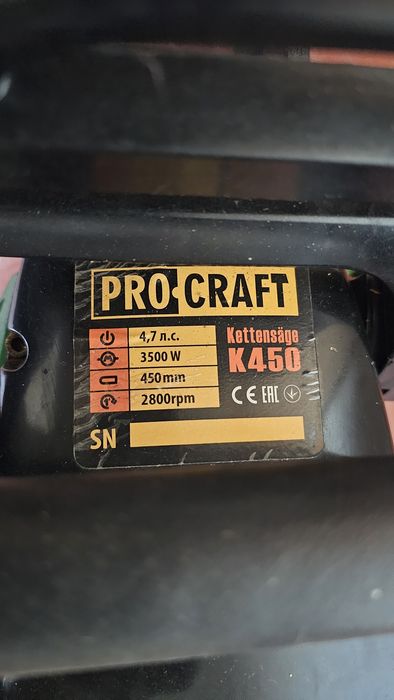 PRO·CRAFT
4,7 л.с.
3500 W
450mm
2800rpm
Kettensäge
K450
CE EAC
SN